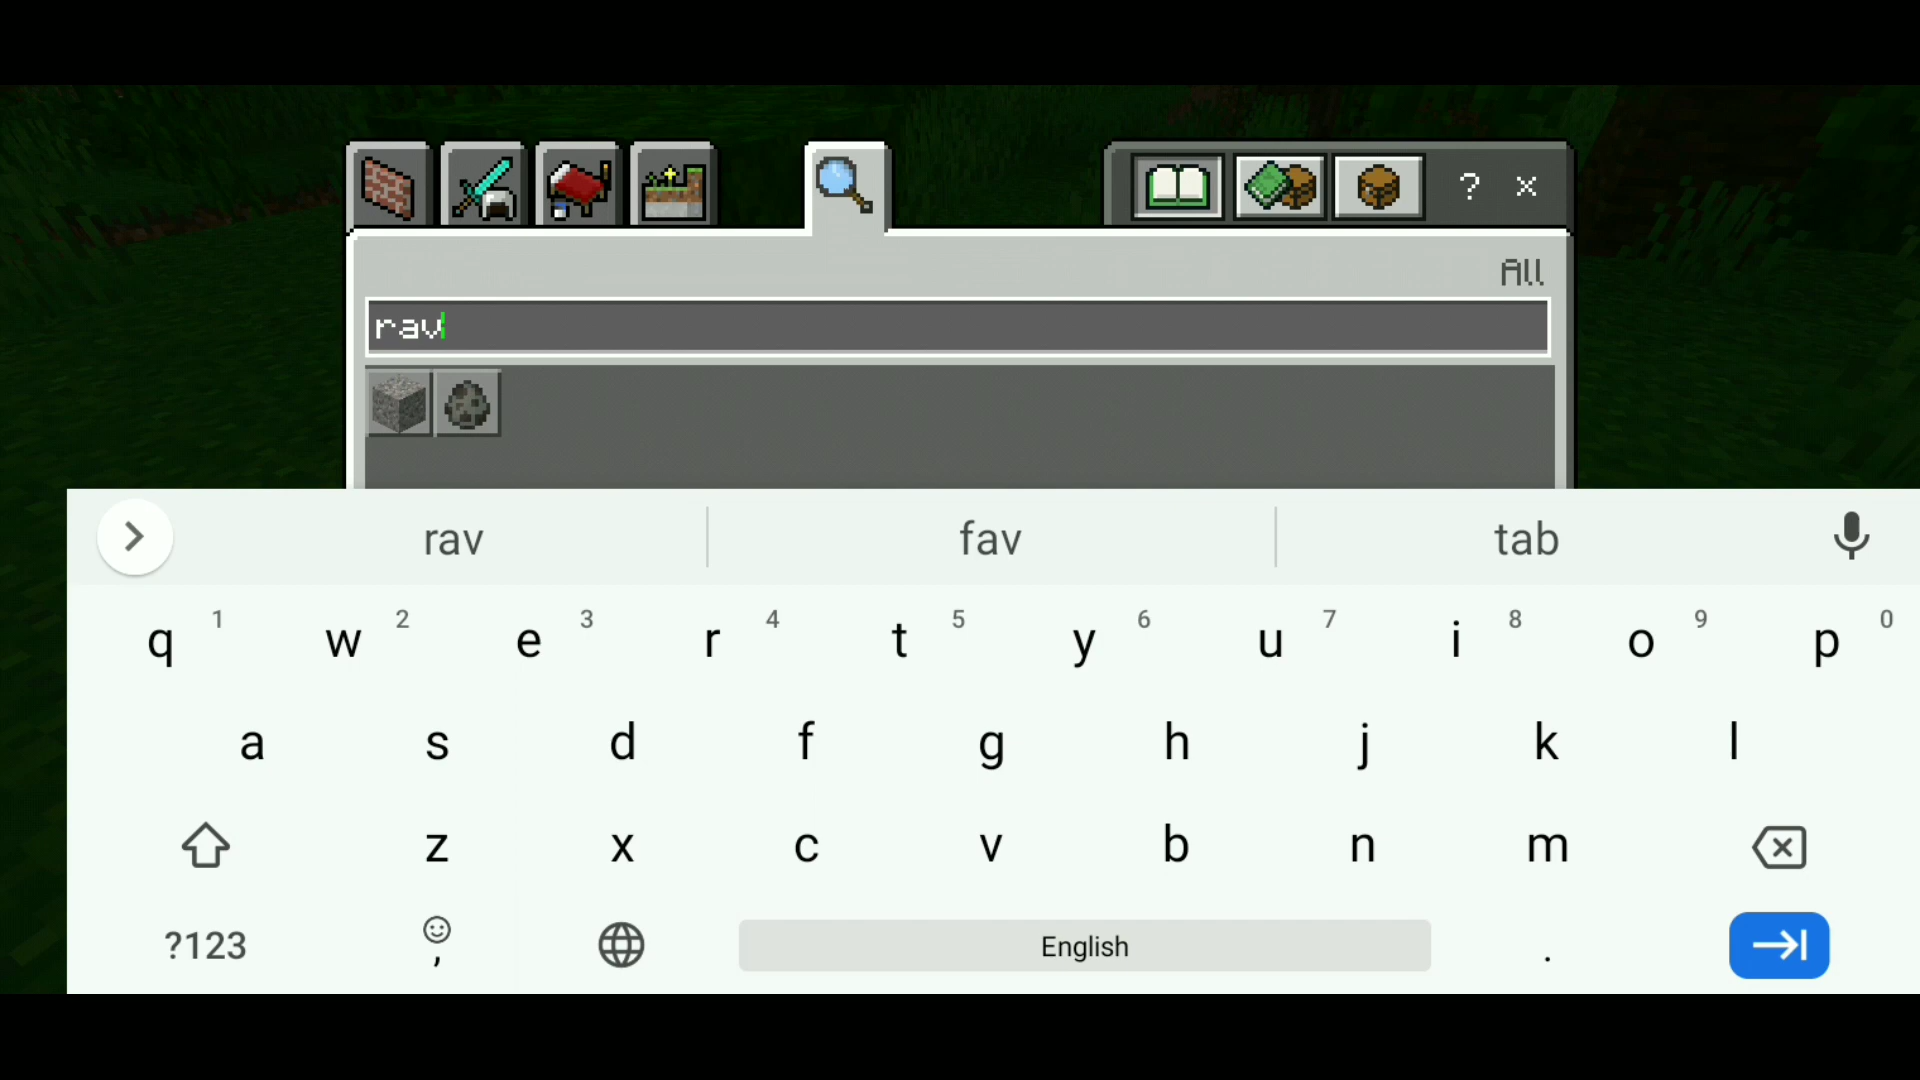 ? ×
All
rav
rav fav tab
q 1 w 2 e 3 r 4 t 5 y 6 u 7 i 8 o 9 p 0
a s d f g h j k l
z x c v b n m
?123 , English .